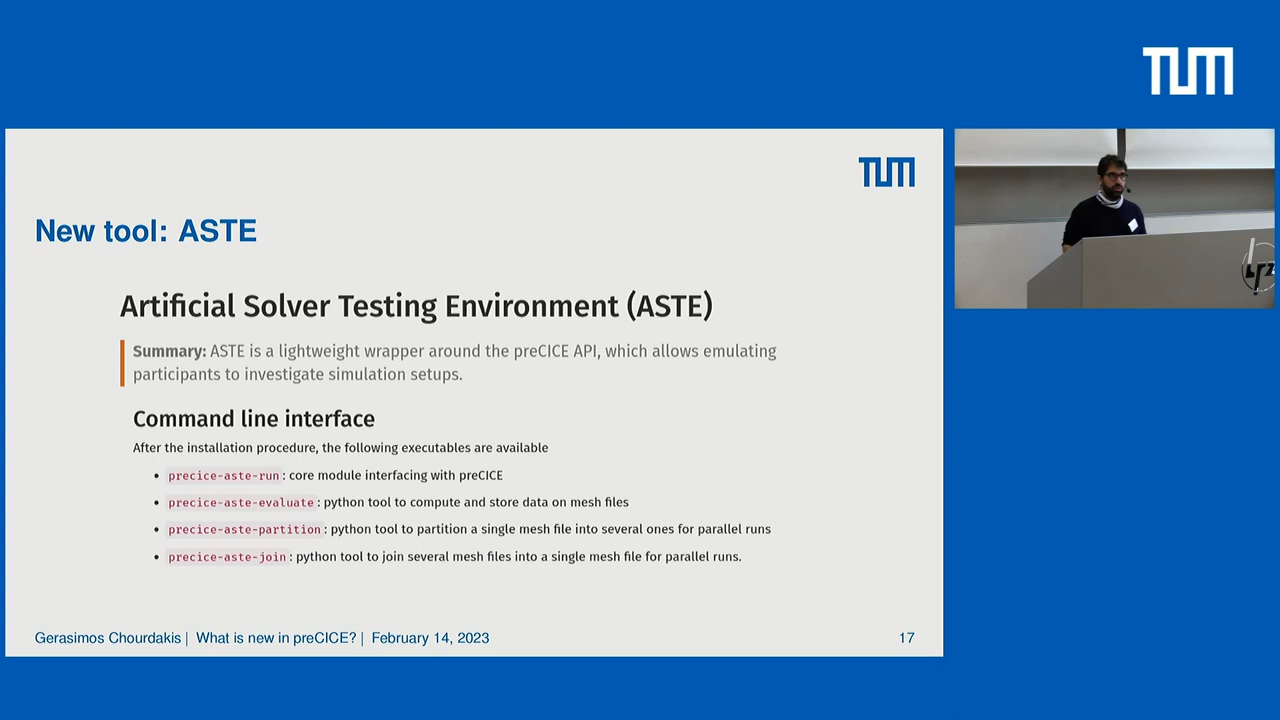 TUM
TUM
New tool: ASTE
Artificial Solver Testing Environment (ASTE)
Summary: ASTE is a lightweight wrapper around the preCICE API, which allows emulating
participants to investigate simulation setups.
Command line interface
After the installation procedure, the following executables are available
• precice-aste-run: core module interfacing with preCICE
• precice-aste-evaluate: python tool to compute and store data on mesh files
• precice-aste-partition: python tool to partition a single mesh file into several ones for parallel runs
• precice-aste-join: python tool to join several mesh files into a single mesh file for parallel runs.
Gerasimos Chourdakis | What is new in preCICE? | February 14, 2023
17
lrz